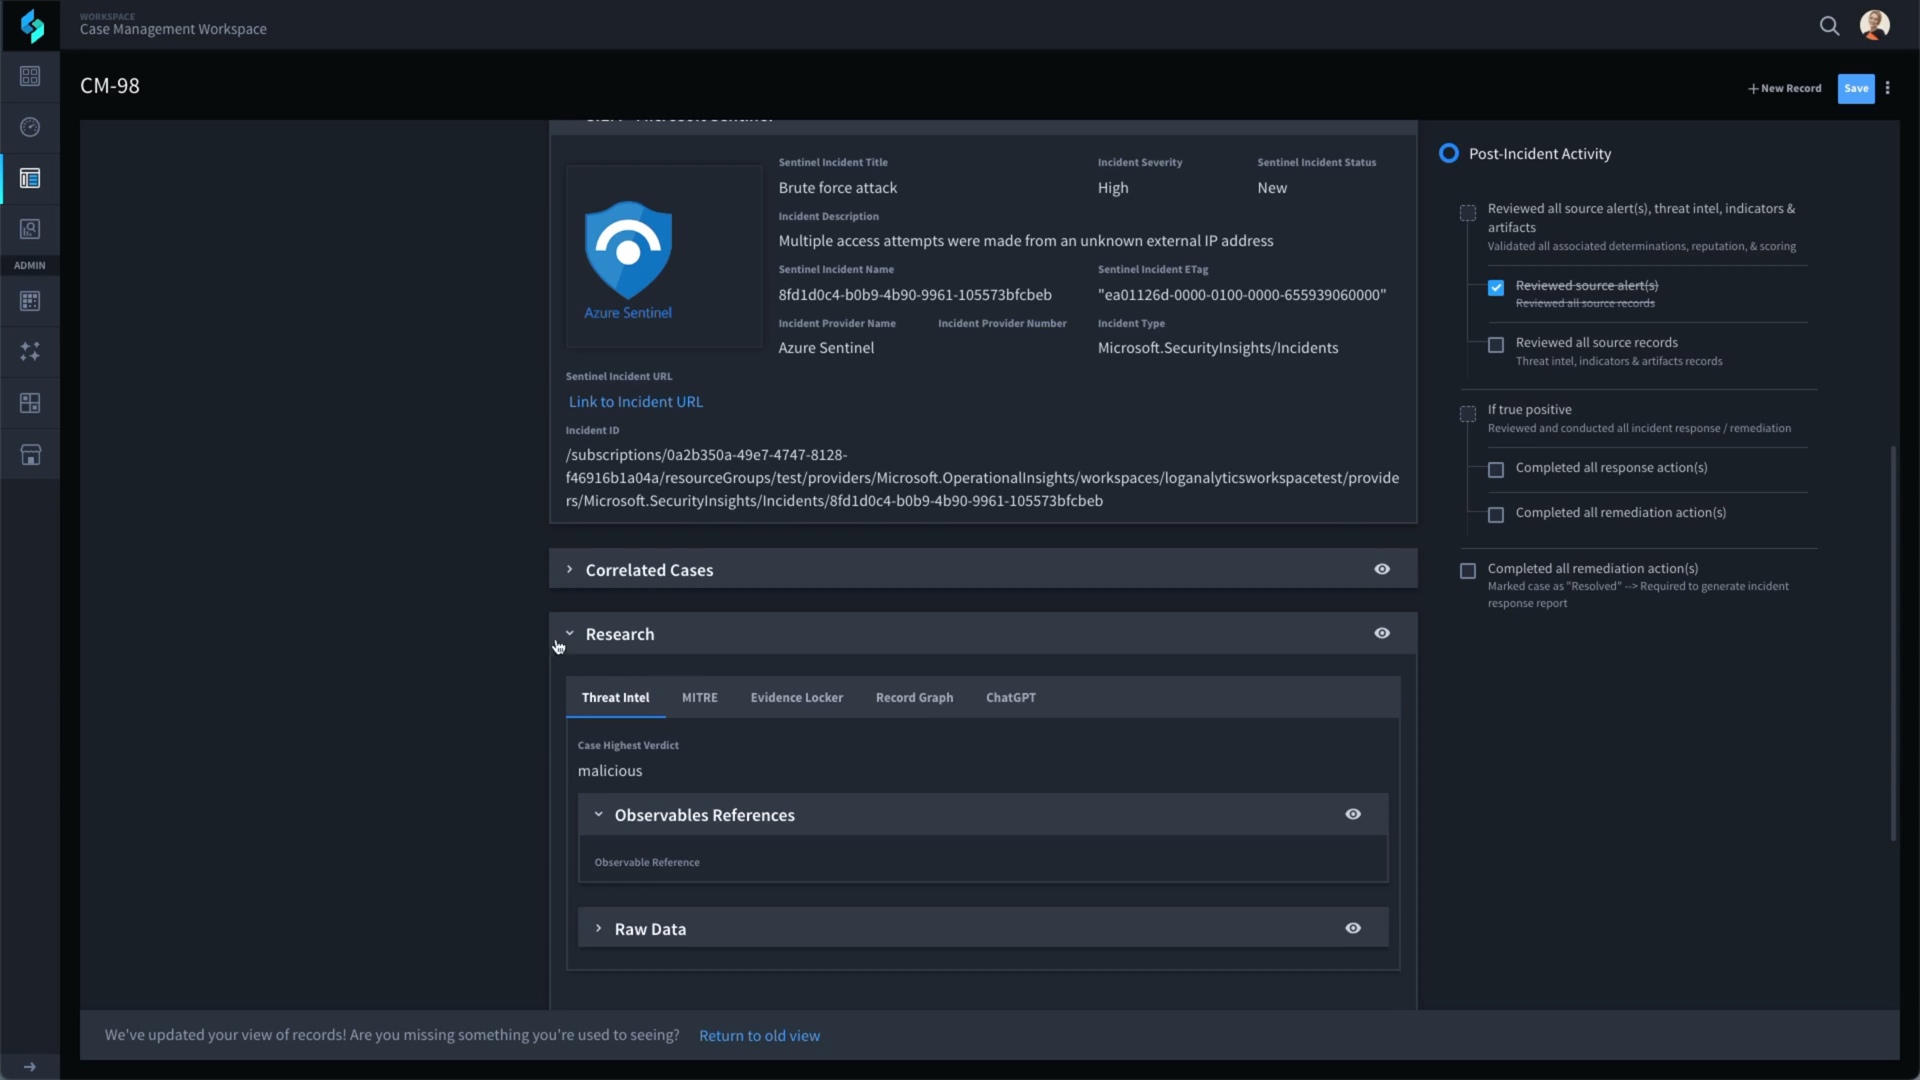 WORKSPACE
Case Management Workspace
CM-98
New Record
Save
ADMIN
Azure Sentinel
Sentinel Incident Title
Incident Severity
Sentinel Incident Status
Brute force attack
High
New
Incident Description
Multiple access attempts were made from an unknown external IP address
Sentinel Incident Name
Sentinel Incident ETag
8fd1d0c4-b0b9-4b90-9961-105573bfcbeb
"ea01126d-0000-0100-0000-655939060000"
Incident Provider Name
Incident Provider Number
Incident Type
Azure Sentinel
Microsoft.SecurityInsights/Incidents
Sentinel Incident URL
Link to Incident URL
Incident ID
/subscriptions/0a2b350a-49e7-4747-8128-
f46916b1a04a/resourceGroups/test/providers/Microsoft.OperationalInsights/workspaces/loganalyticsworkspacetest/provide
rs/Microsoft.SecurityInsights/Incidents/8fd1d0c4-b0b9-4b90-9961-105573bfcbeb
Correlated Cases
Research
Threat Intel
MITRE
Evidence Locker
Record Graph
ChatGPT
Case Highest Verdict
malicious
Observables References
Observable Reference
Raw Data
Post-Incident Activity
Reviewed all source alert(s), threat intel, indicators &
artifacts
Validated all associated determinations, reputation, & scoring
Reviewed source alert(s)
Reviewed all source records
Reviewed all source records
Threat intel, indicators & artifacts records
If true positive
Reviewed and conducted all incident response / remediation
Completed all response action(s)
Completed all remediation action(s)
Completed all remediation action(s)
Marked case as "Resolved" --> Required to generate incident
response report
We've updated your view of records! Are you missing something you're used to seeing?
Return to old view